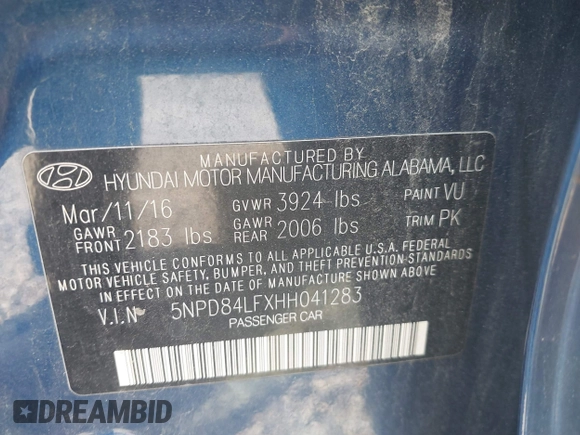 MANUFACTURED BY
HYUNDAI MOTOR MANUFACTURING ALABAMA, LLC
Mar/11/16 GVWR 3924 lbs PAINT VU
GAWR FRONT 2183 lbs GAWR REAR 2006 lbs TRIM PK
THIS VEHICLE CONFORMS TO ALL APPLICABLE U.S.A. FEDERAL
MOTOR VEHICLE SAFETY, BUMPER, AND THEFT PREVENTION STANDARDS
IN EFFECT ON THE DATE OF MANUFACTURE SHOWN ABOVE.
V.I.N 5NPD84LFXHH041283
PASSENGER CAR
DREAMBID